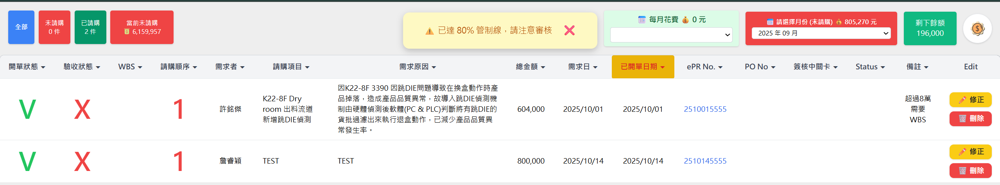 全部
未請購
0 件
已請購
2 件
當前未請購
6,159,957
已達 80% 管制線，請注意審核
每月花費 0 元
請選擇月份 (未請購) 805,270 元
2025 年 09 月
剩下餘額
196,000
開單狀態 驗收狀態 WBS 請購順序 需求者 請購項目 需求原因 總金額 需求日 已開單日期 ePR No. PO No 簽核中關卡 Status 備註 Edit
V X 1 許銘傑
K22-8F Dry
room 出料流道
新增跳DIE偵測
因K22-8F 3390 因跳DIE問題導致在換盒動作時產
品掉落，造成產品品質異常，故導入跳DIE偵測機
制由硬體偵測後軟體(PC & PLC)判斷將有跳DIE的
貨批過濾出來執行退盒動作，已減少產品品質異
常發生率。
604,000 2025/10/01 2025/10/01 2510015555
超過8萬
需要
WBS
修正
刪除
V X 1 詹睿穎 TEST TEST 800,000 2025/10/14 2025/10/14 2510145555
修正
刪除